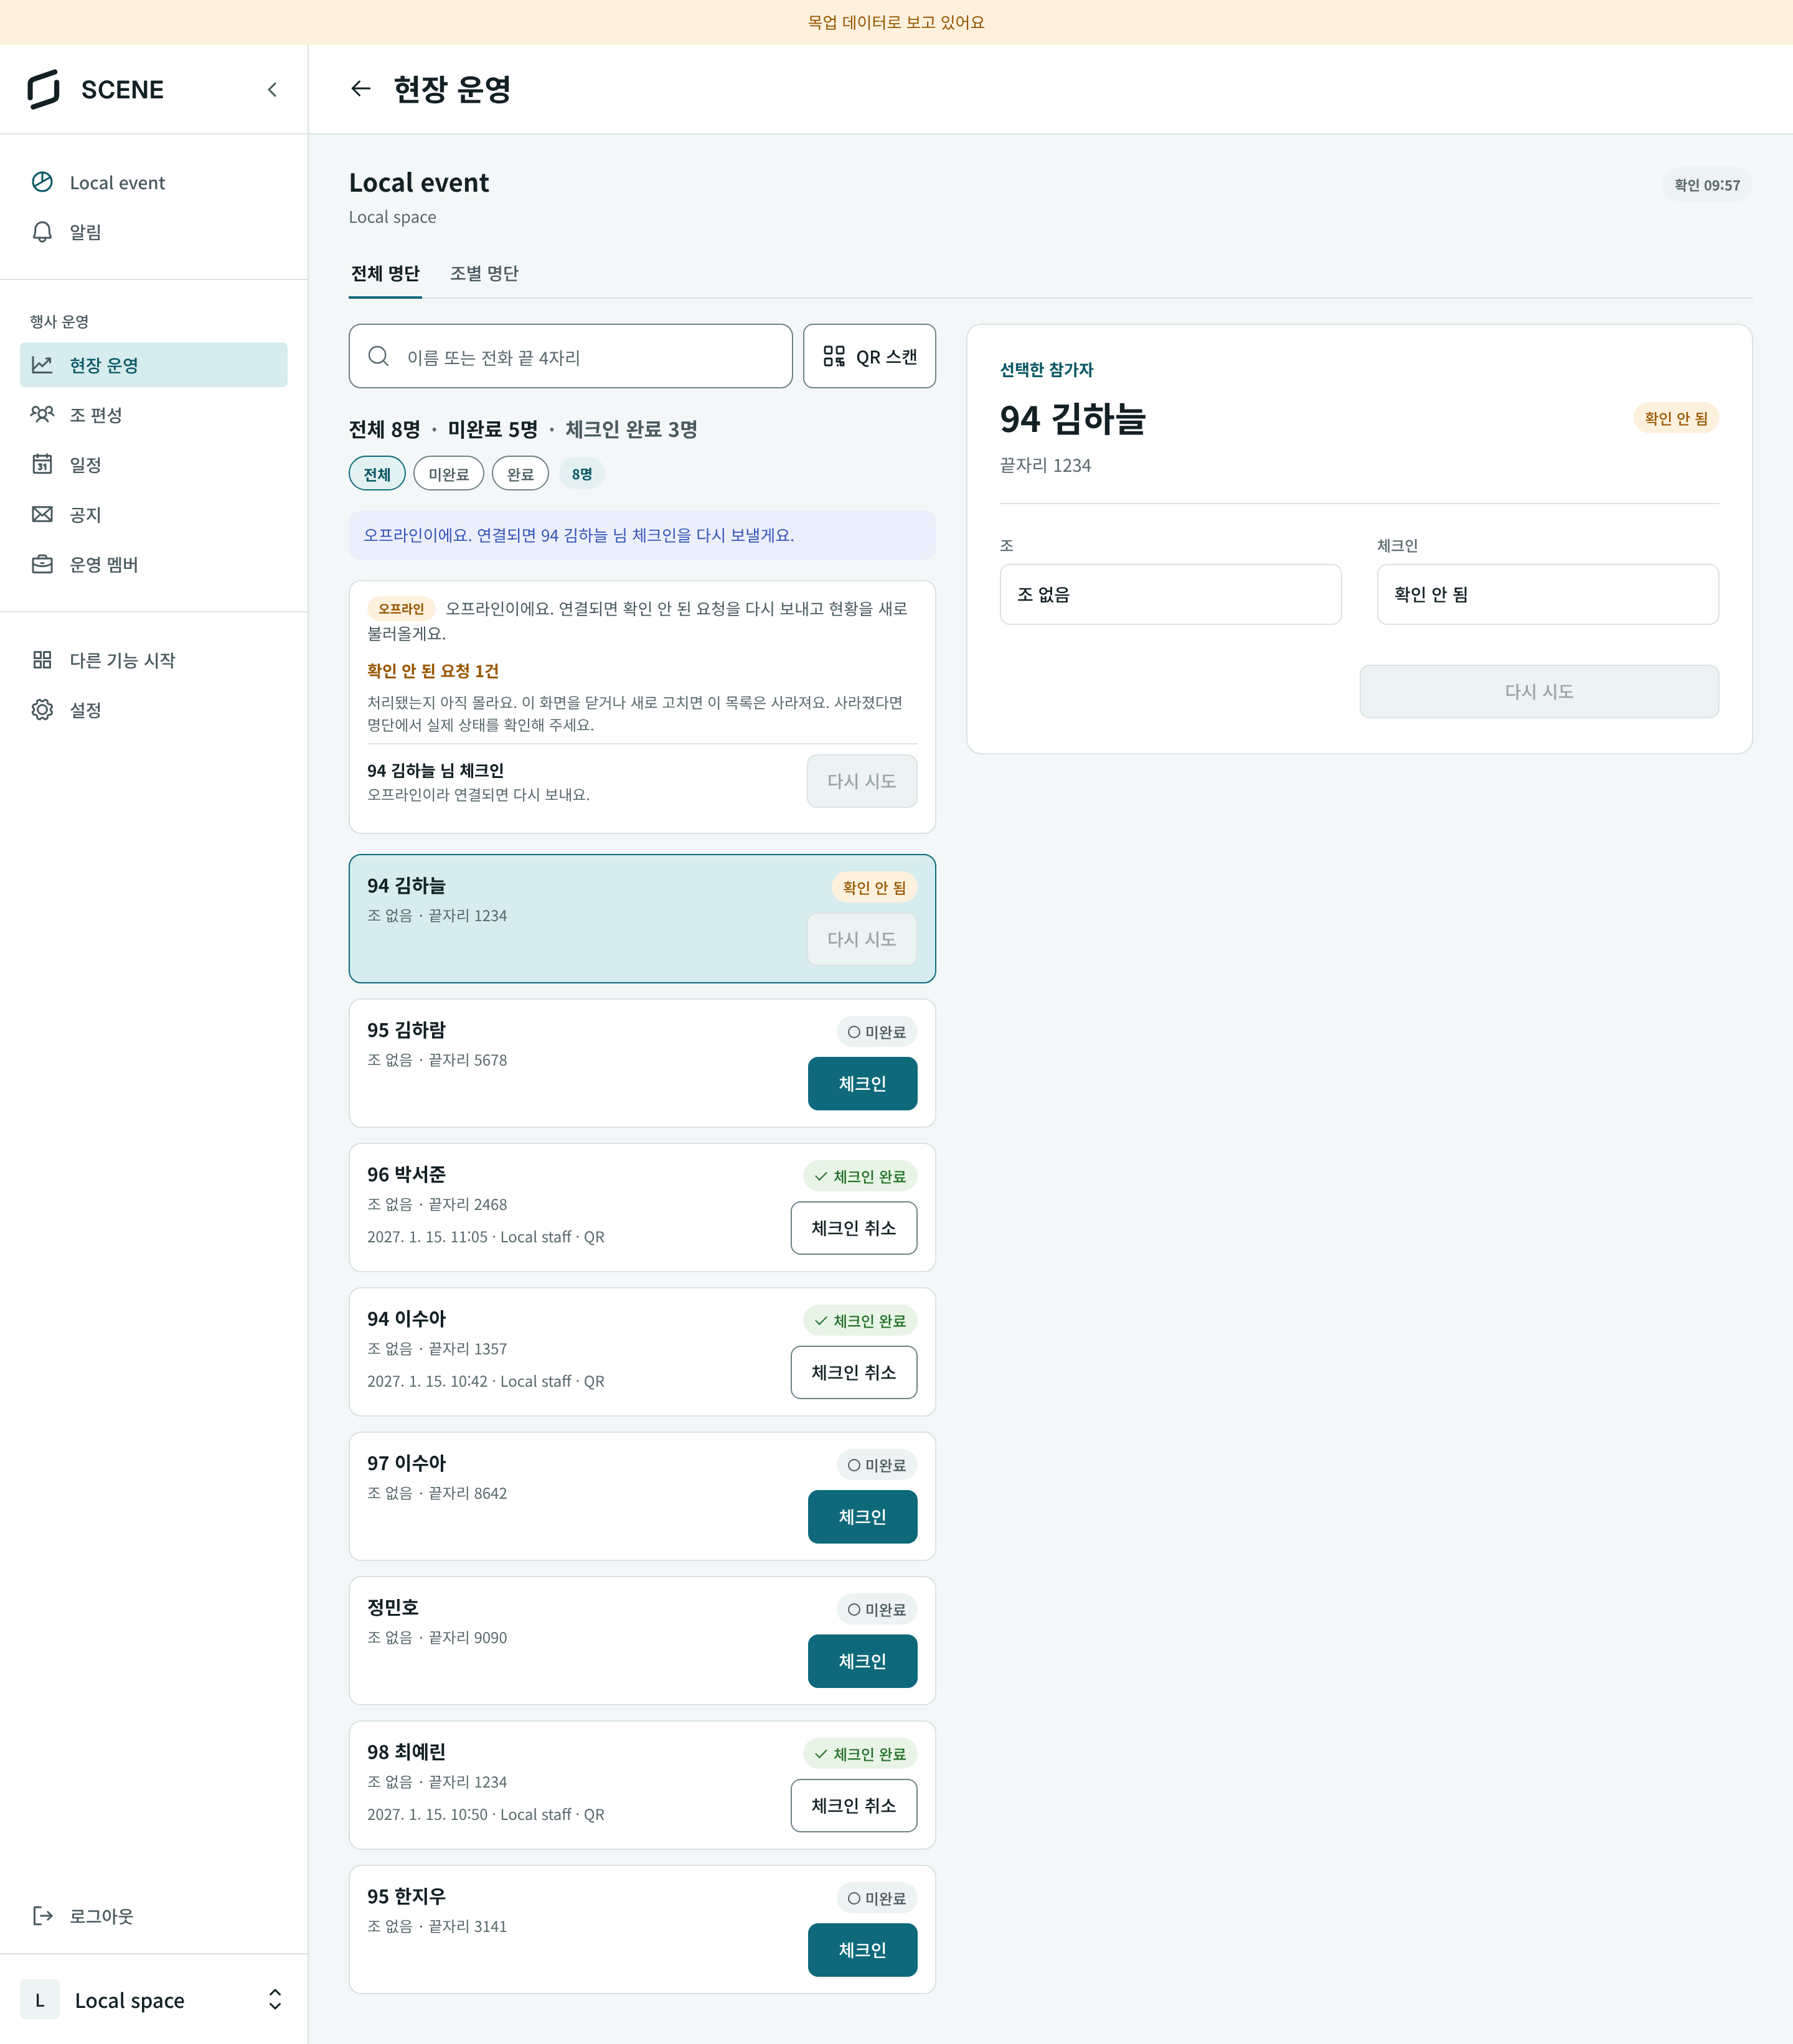 목업 데이터로 보고 있어요
SCENE
Local event
알림
행사 운영
현장 운영
조 편성
일정
공지
운영 멤버
다른 기능 시작
설정
로그아웃
L Local space
현장 운영
Local event
Local space
확인 09:57
전체 명단 조별 명단
이름 또는 전화 끝 4자리
QR 스캔
전체 8명 · 미완료 5명 · 체크인 완료 3명
전체 미완료 완료 8명
오프라인이에요. 연결되면 94 김하늘 님 체크인을 다시 보낼게요.
오프라인 오프라인이에요. 연결되면 확인 안 된 요청을 다시 보내고 현황을 새로
불러올게요.
확인 안 된 요청 1건
처리됐는지 아직 몰라요. 이 화면을 닫거나 새로 고치면 이 목록은 사라져요. 사라졌다면
명단에서 실제 상태를 확인해 주세요.
94 김하늘 님 체크인
오프라인이라 연결되면 다시 보내요.
다시 시도
94 김하늘
확인 안 됨
조 없음 · 끝자리 1234
다시 시도
95 김하람
미완료
조 없음 · 끝자리 5678
체크인
96 박서준
체크인 완료
조 없음 · 끝자리 2468
2027. 1. 15. 11:05 · Local staff · QR
체크인 취소
94 이수아
체크인 완료
조 없음 · 끝자리 1357
2027. 1. 15. 10:42 · Local staff · QR
체크인 취소
97 이수아
미완료
조 없음 · 끝자리 8642
체크인
정민호
미완료
조 없음 · 끝자리 9090
체크인
98 최예린
체크인 완료
조 없음 · 끝자리 1234
2027. 1. 15. 10:50 · Local staff · QR
체크인 취소
95 한지우
미완료
조 없음 · 끝자리 3141
체크인
선택한 참가자
94 김하늘
확인 안 됨
끝자리 1234
조
조 없음
체크인
확인 안 됨
다시 시도